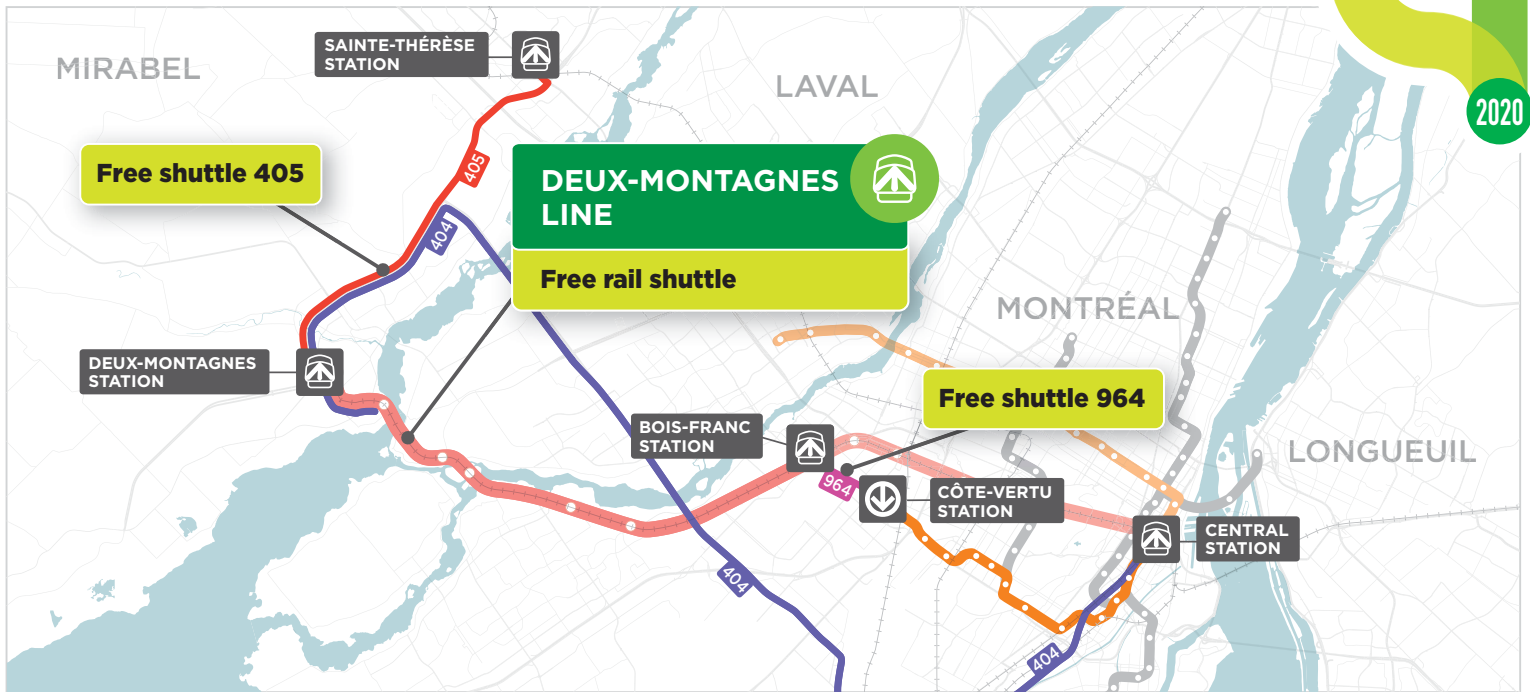 SAINTE-THÉRÈSE
STATION
MIRABEL
LAVAL
2020
Free shuttle 405
405
DEUX-MONTAGNES
LINE
Free rail shuttle
404
MONTRÉAL
DEUX-MONTAGNES
STATION
Free shuttle 964
BOIS-FRANC
STATION
LONGUEUIL
964
CÔTE-VERTU
STATION
CENTRAL
STATION
404
404